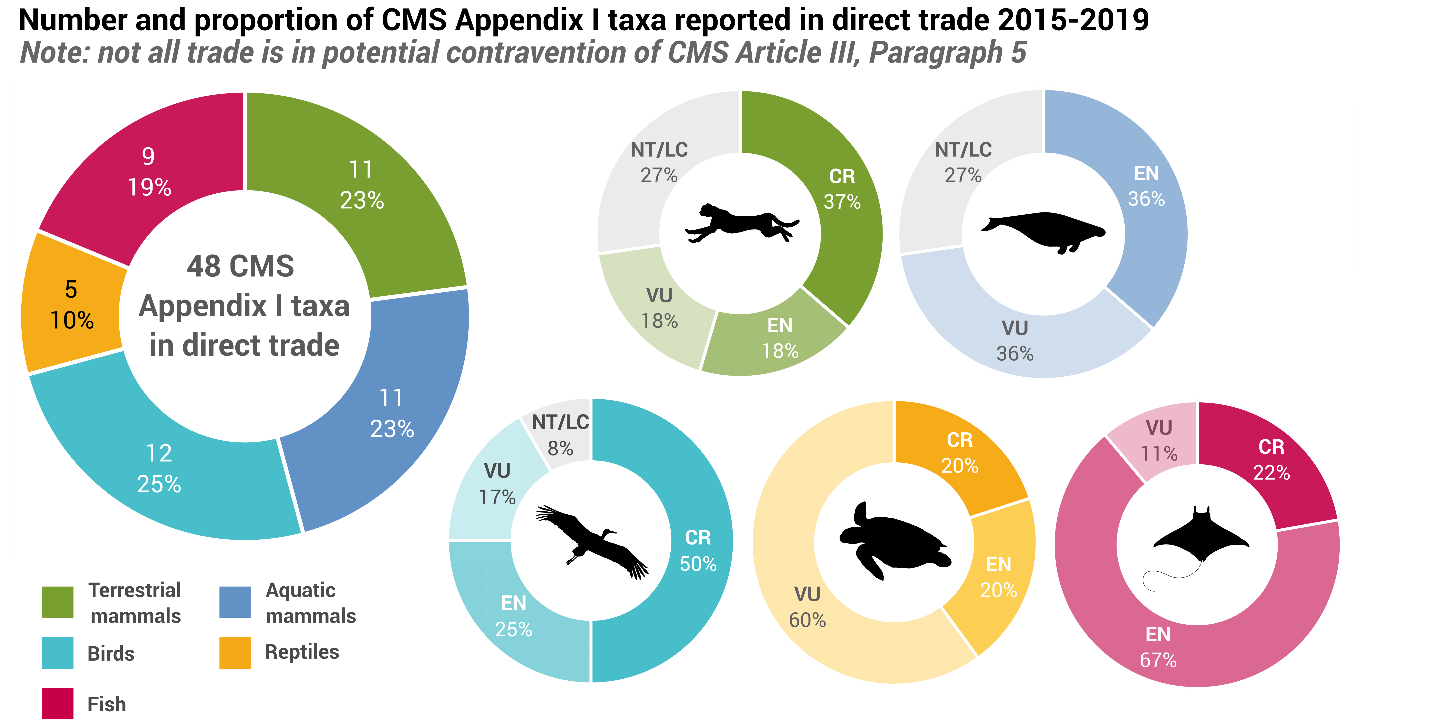 Number and proportion of CMS Appendix I taxa reported in direct trade 2015-2019
Note: not all trade is in potential contravention of CMS Article III, Paragraph 5
9
19%
11
23%
5
10%
48 CMS
Appendix I taxa
in direct trade
11
23%
12
25%
NT/LC
27%
CR
37%
VU
18%
EN
18%
NT/LC
27%
EN
36%
VU
36%
NT/LC
8%
VU
17%
CR
50%
EN
25%
CR
20%
EN
20%
VU
60%
VU
11%
CR
22%
EN
67%
Terrestrial
mammals
Aquatic
mammals
Birds
Reptiles
Fish